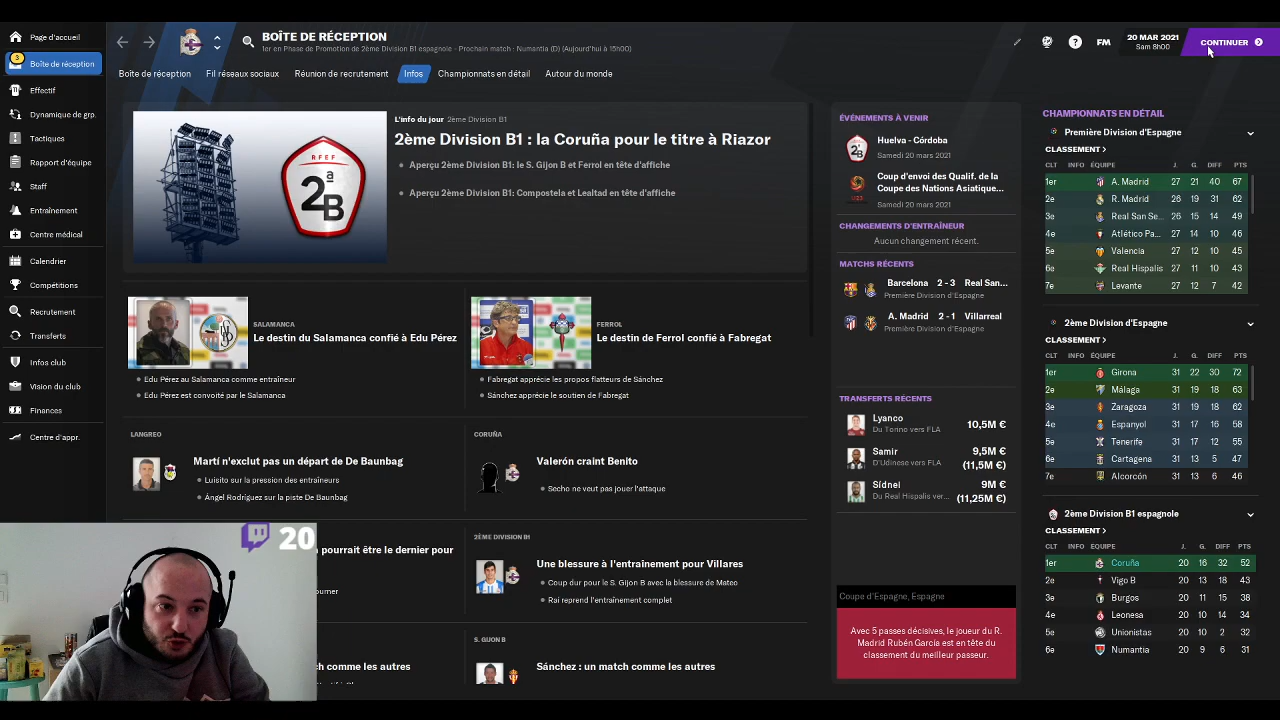 Page d'accueil
3
Boîte de réception
Effectif
Dynamique de grp.
Tactiques
Rapport d'équipe
Staff
Entraînement
Centre médical
Calendrier
Compétitions
Recrutement
Transferts
Infos club
Vision du club
Finances
Centre d'appr.
BOÎTE DE RÉCEPTION
1er en Phase de Promotion de 2ème Division B1 espagnole - Prochain match : Numantia (D) (Aujourd'hui à 15h00)
?
FM
20 MAR 2021
Sam 8h00
CONTINUER
Boîte de réception
Fil réseaux sociaux
Réunion de recrutement
Infos
Championnats en détail
Autour du monde
RFEF
2ª B
L'info du jour 2ème Division B1
2ème Division B1 : la Coruña pour le titre à Riazor
Aperçu 2ème Division B1: le S. Gijon B et Ferrol en tête d'affiche
Aperçu 2ème Division B1: Compostela et Lealtad en tête d'affiche
SALAMANCA
Le destin du Salamanca confié à Edu Pérez
Edu Pérez au Salamanca comme entraîneur
Edu Pérez est convoité par le Salamanca
FERROL
Le destin de Ferrol confié à Fabregat
Fabregat apprécie les propos flatteurs de Sánchez
Sánchez apprécie le soutien de Fabregat
LANGREO
Martí n'exclut pas un départ de De Baunbag
Luisito sur la pression des entraîneurs
Ángel Rodríguez sur la piste De Baunbag
CORUÑA
Valerón craint Benito
Secho ne veut pas jouer l'attaque
pourrait être le dernier pour
2ÈME DIVISION B1
Une blessure à l'entraînement pour Villares
Coup dur pour le S. Gijon B avec la blessure de Mateo
Rai reprend l'entraînement complet
match comme les autres
S. GIJON B
Sánchez : un match comme les autres
20
ÉVÉNEMENTS À VENIR
Huelva - Córdoba
Samedi 20 mars 2021
Coup d'envoi des Qualif. de la
Coupe des Nations Asiatique...
Samedi 20 mars 2021
CHANGEMENTS D'ENTRAÎNEUR
Aucun changement récent.
MATCHS RÉCENTS
Barcelona 2 - 3 Real San...
Première Division d'Espagne
A. Madrid 2 - 1 Villarreal
Première Division d'Espagne
TRANSFERTS RÉCENTS
Lyanco
Du Torino vers FLA
10,5M €
Samir
D'Udinese vers FLA
9,5M €
(11,5M €)
Sídnei
Du Real Hispalis ver...
9M €
(11,25M €)
Coupe d'Espagne, Espagne
Avec 5 passes décisives, le joueur du R.
Madrid Rubén García est en tête du
classement du meilleur passeur.
CHAMPIONNATS EN DÉTAIL
Première Division d'Espagne
CLASSEMENT >
CLT INFO ÉQUIPE J. G. DIFF PTS
1er A. Madrid 27 21 40 67
2e R. Madrid 26 19 31 62
3e Real San Se... 26 15 14 49
4e Atlético Pa... 27 14 10 46
5e Valencia 27 12 10 45
6e Real Hispalis 27 11 10 43
7e Levante 27 12 7 42
2ème Division d'Espagne
CLASSEMENT >
CLT INFO ÉQUIPE J. G. DIFF PTS
1er Girona 31 22 30 72
2e Málaga 31 19 18 63
3e Zaragoza 31 19 18 62
4e Espanyol 31 17 16 58
5e Tenerife 31 17 12 55
6e Cartagena 31 13 5 47
7e Alcorcón 31 13 6 46
2ème Division B1 espagnole
CLASSEMENT >
CLT INFO ÉQUIPE J. G. DIFF PTS
1er Coruña 20 16 32 52
2e Vigo B 20 13 18 43
3e Burgos 20 11 15 38
4e Leonesa 20 10 14 34
5e Unionistas 20 9 2 32
6e Numantia 20 9 6 31